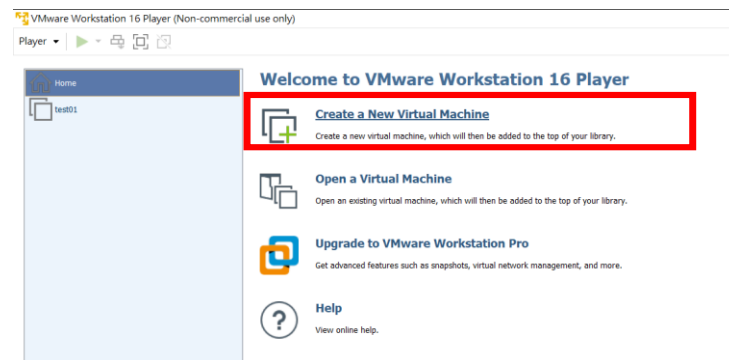 VMware Workstation 16 Player (Non-commercial use only)
Player
Home
test01
Welcome to VMware Workstation 16 Player
Create a New Virtual Machine
Create a new virtual machine, which will then be added to the top of your library.
Open a Virtual Machine
Open an existing virtual machine, which will then be added to the top of your library.
Upgrade to VMware Workstation Pro
Get advanced features such as snapshots, virtual network management, and more.
Help
View online help.